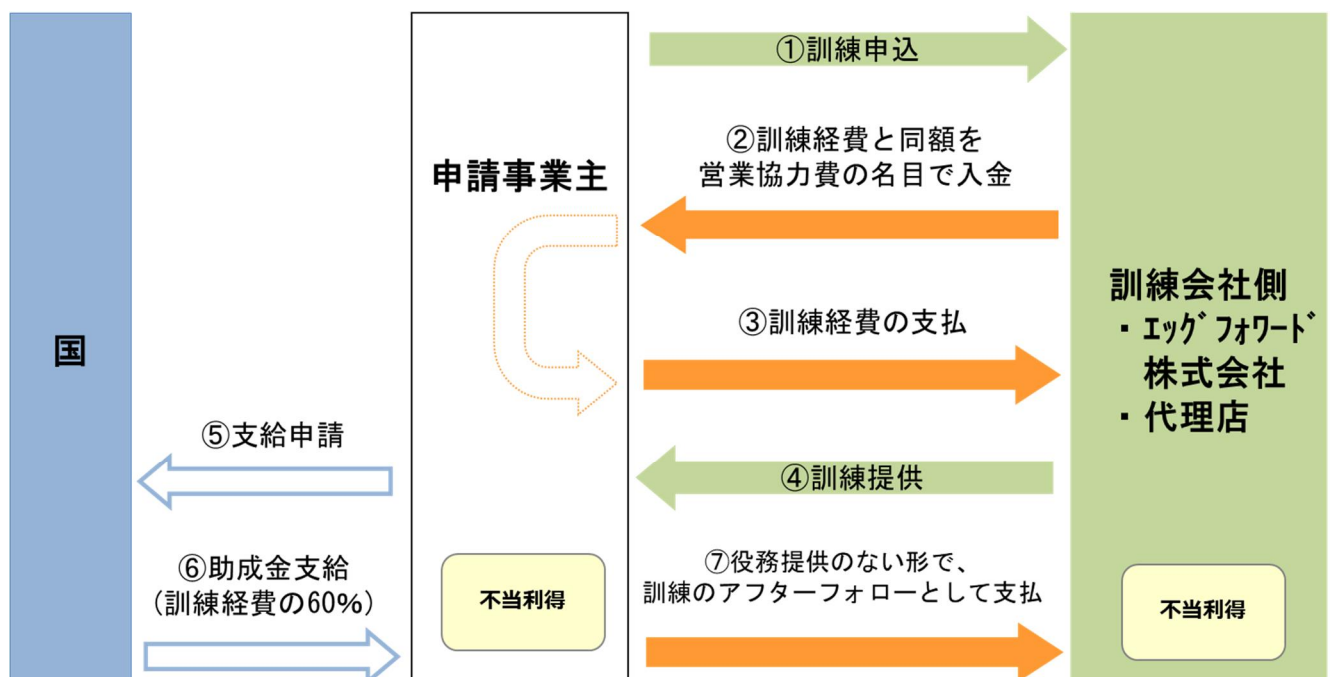 ①訓練申込
②訓練経費と同額を
営業協力費の名目で入金
申請事業主
訓練会社側
・ｴｯｸﾞﾌｫﾜｰﾄﾞ
株式会社
・代理店
③訓練経費の支払
国
⑤支給申請
④訓練提供
⑥助成金支給
(訓練経費の60%)
不当利得
⑦役務提供のない形で、
訓練のアフターフォローとして支払
不当利得